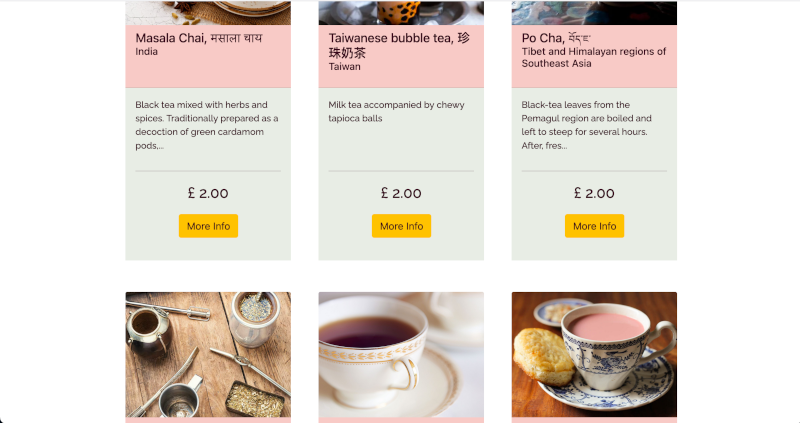 Masala Chai, मसाला चाय
India
Black tea mixed with herbs and
spices. Traditionally prepared as a
decoction of green cardamom
pods,...
£ 2.00
More Info
Taiwanese bubble tea, 珍
珠奶茶
Taiwan
Milk tea accompanied by chewy
tapioca balls
£ 2.00
More Info
Po Cha, བོད་ཇ་
Tibet and Himalayan regions of
Southeast Asia
Black-tea leaves from the
Pemagul region are boiled and
left to steep for several hours.
After, fres...
£ 2.00
More Info